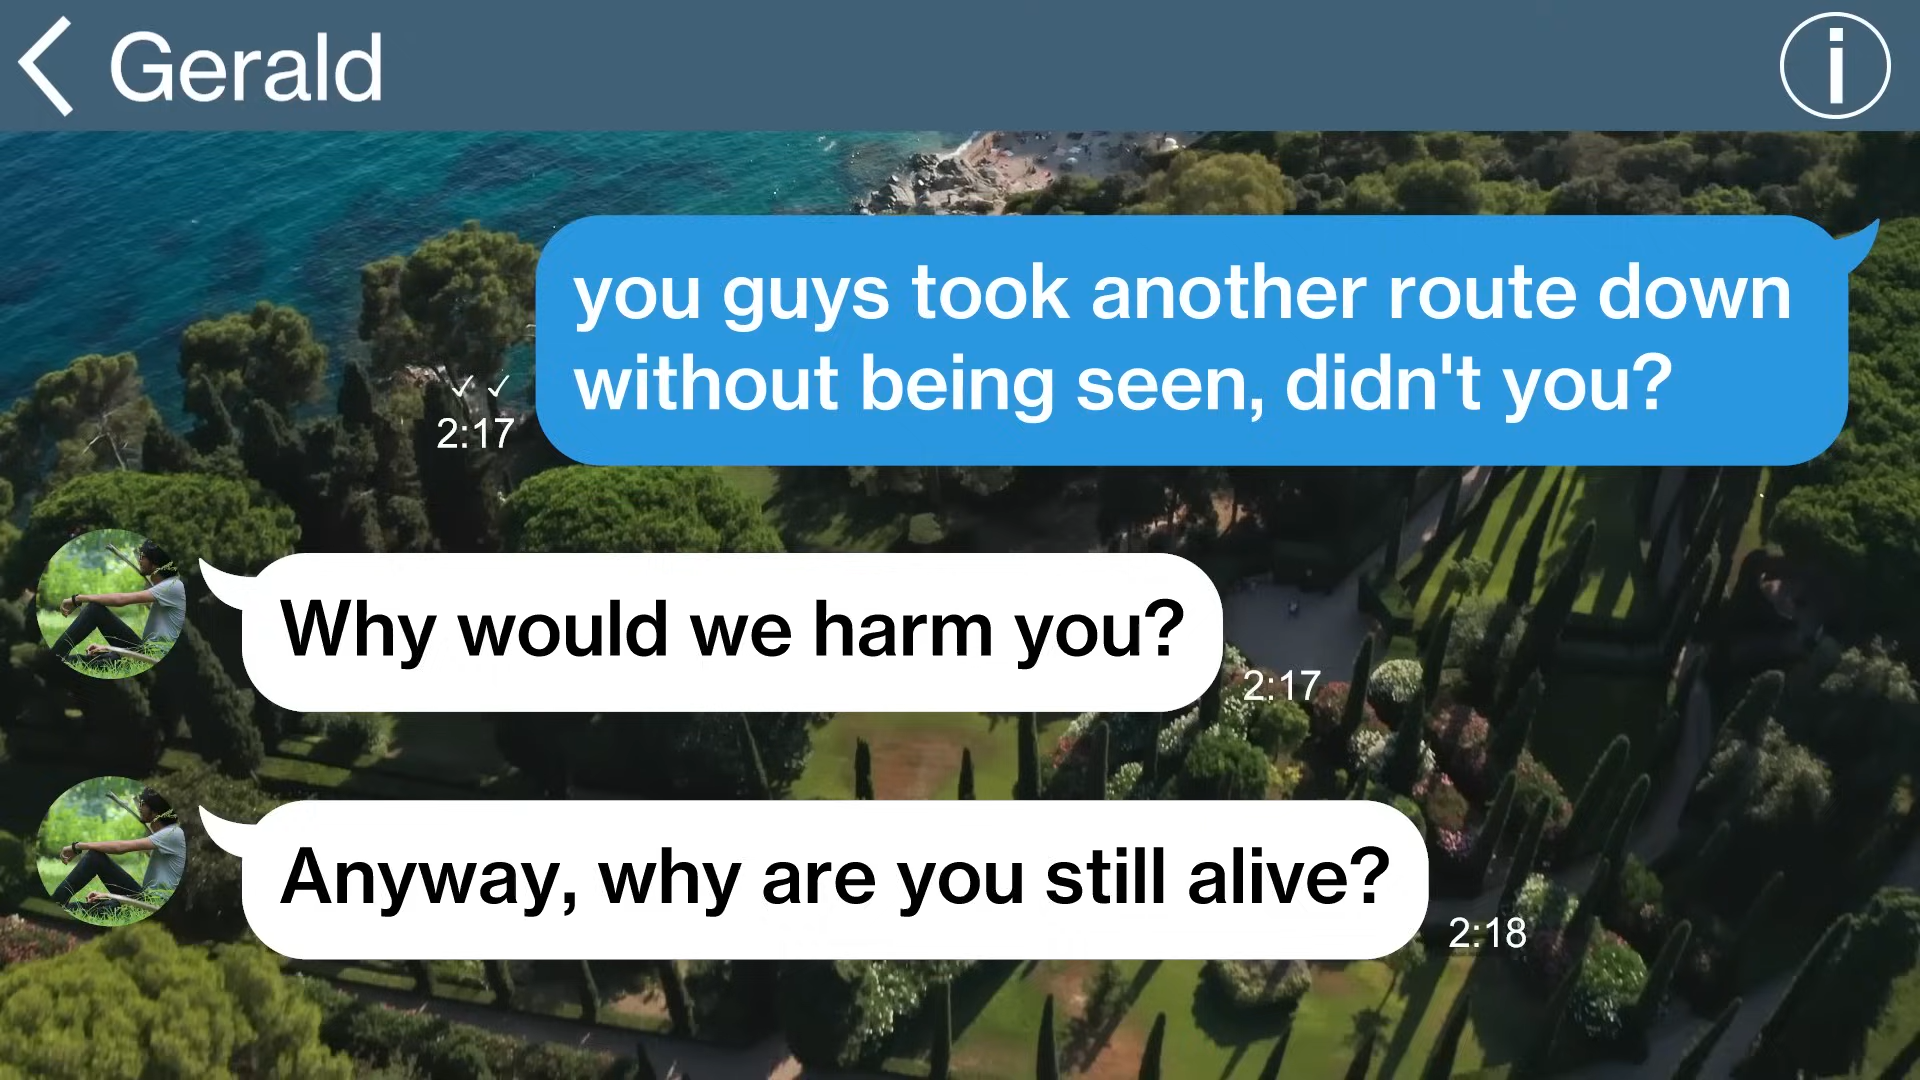 Gerald
you guys took another route down
without being seen, didn't you?
2:17
Why would we harm you?
2:17
Anyway, why are you still alive?
2:18